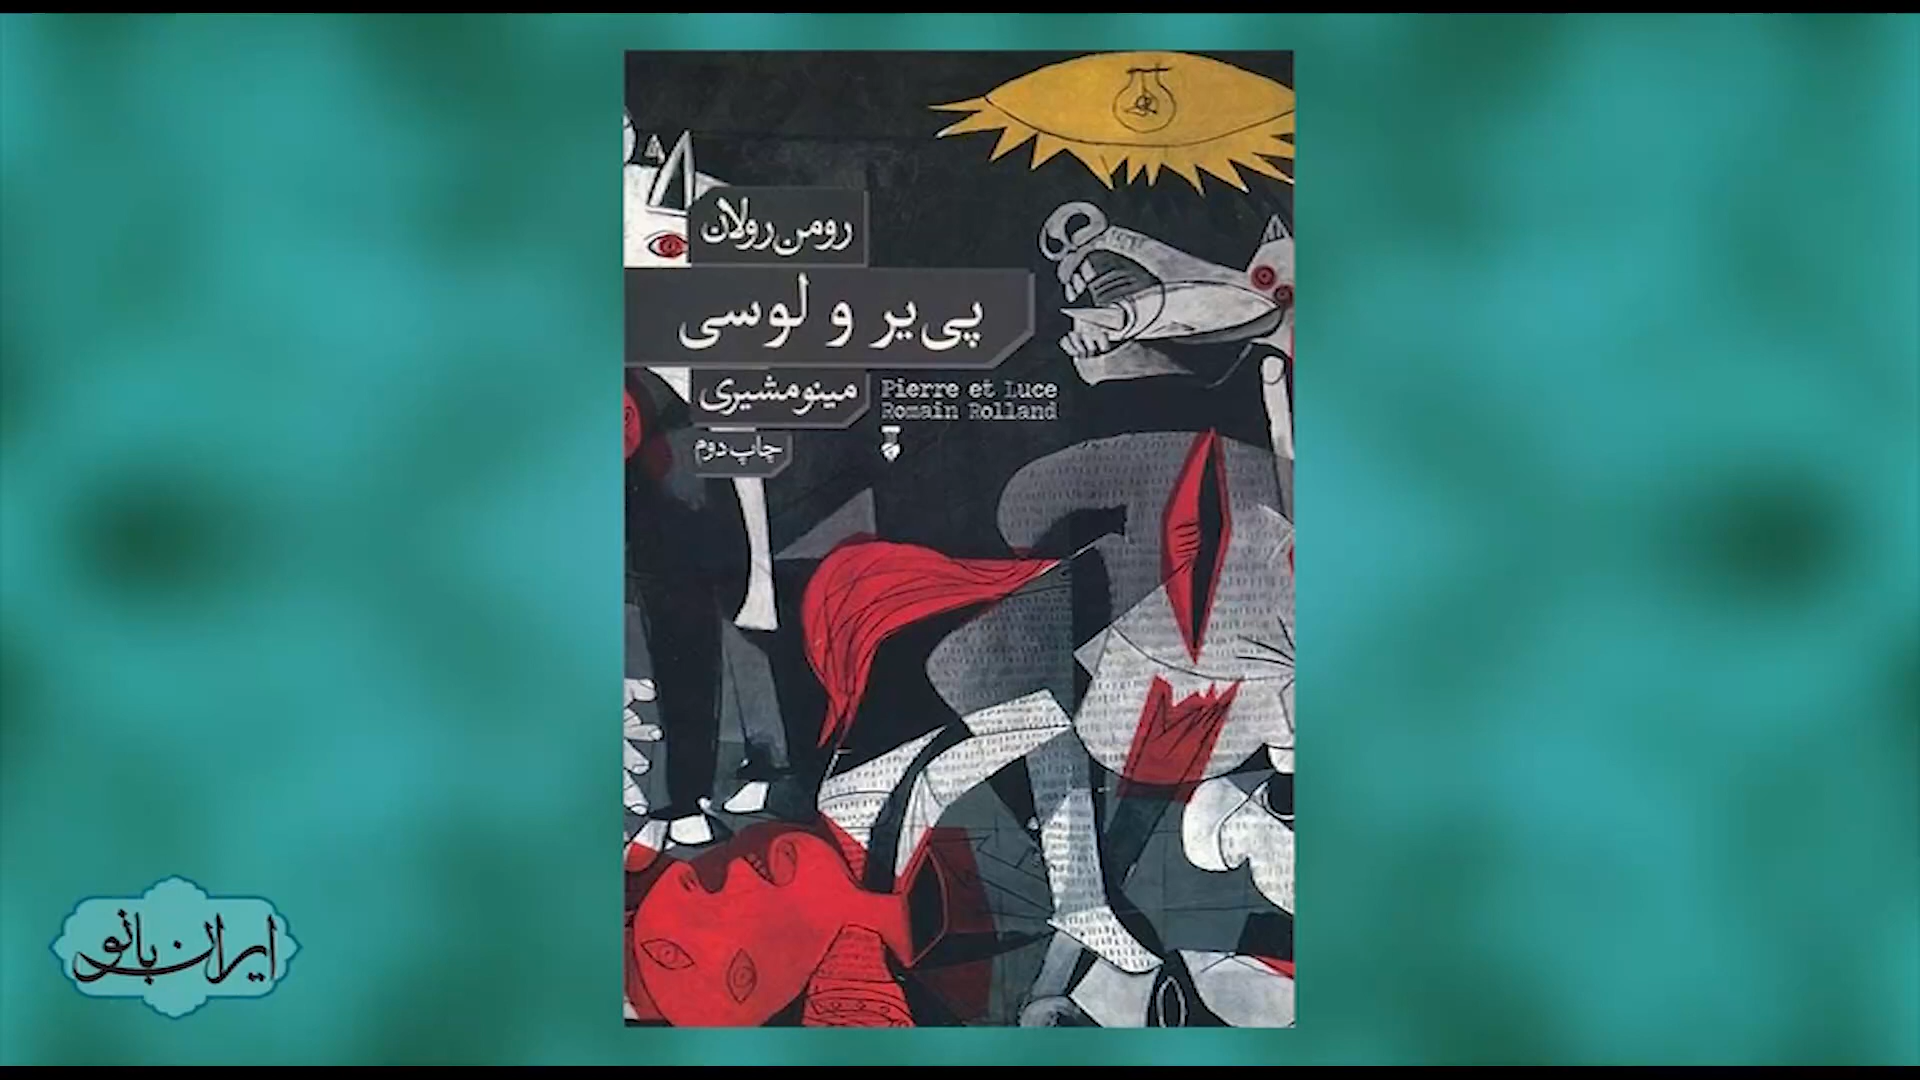 رومن رولان
پی‌یر و لوسی
مینو مشیری
Pierre et Luce
Romain Rolland
چاپ دوم
ایران بانو